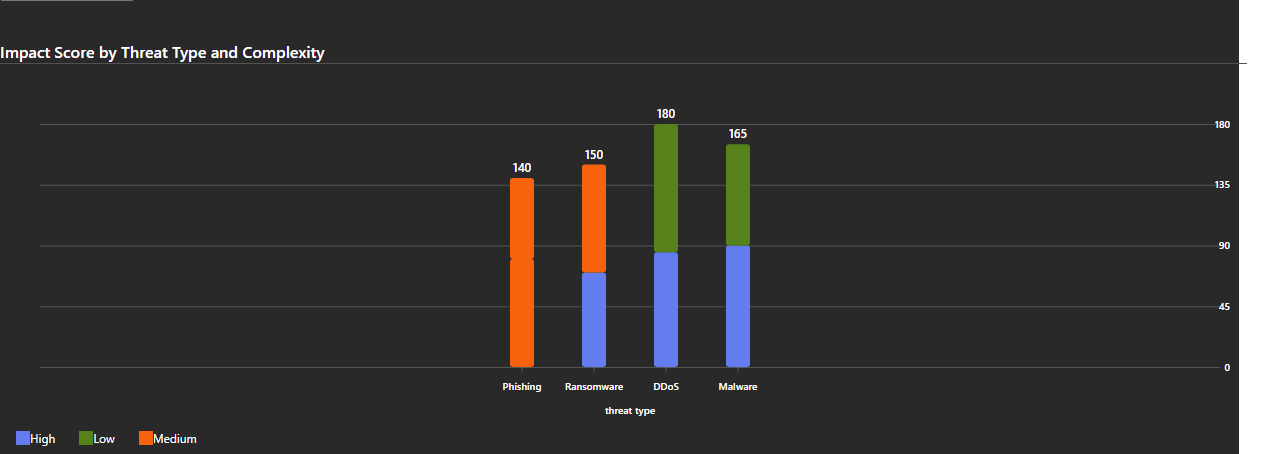 Impact Score by Threat Type and Complexity
180
165
150
140
180
135
90
45
0
Phishing Ransomware DDoS Malware
threat type
High Low Medium